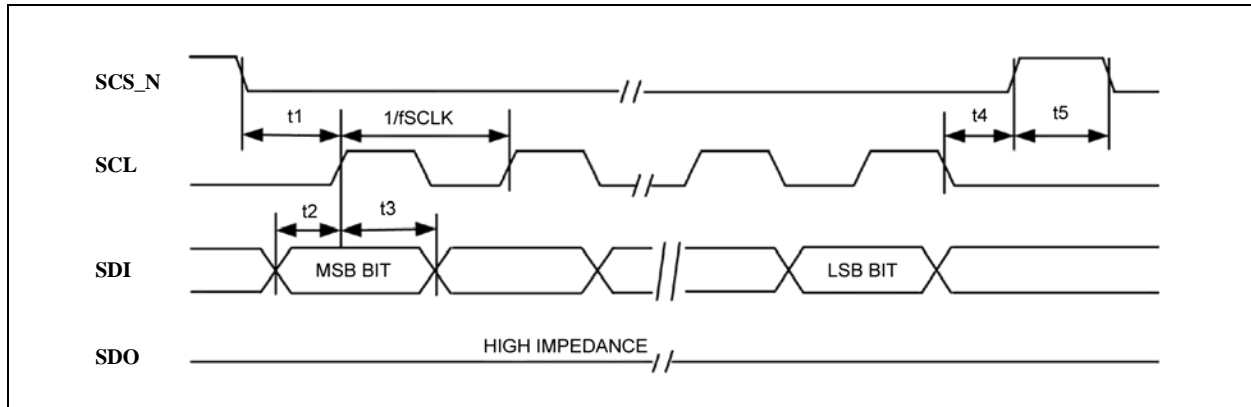 SCS_N
t1
1/fSCLK
t4
t5
SCL
t2
t3
SDI
MSB BIT
LSB BIT
SDO
HIGH IMPEDANCE